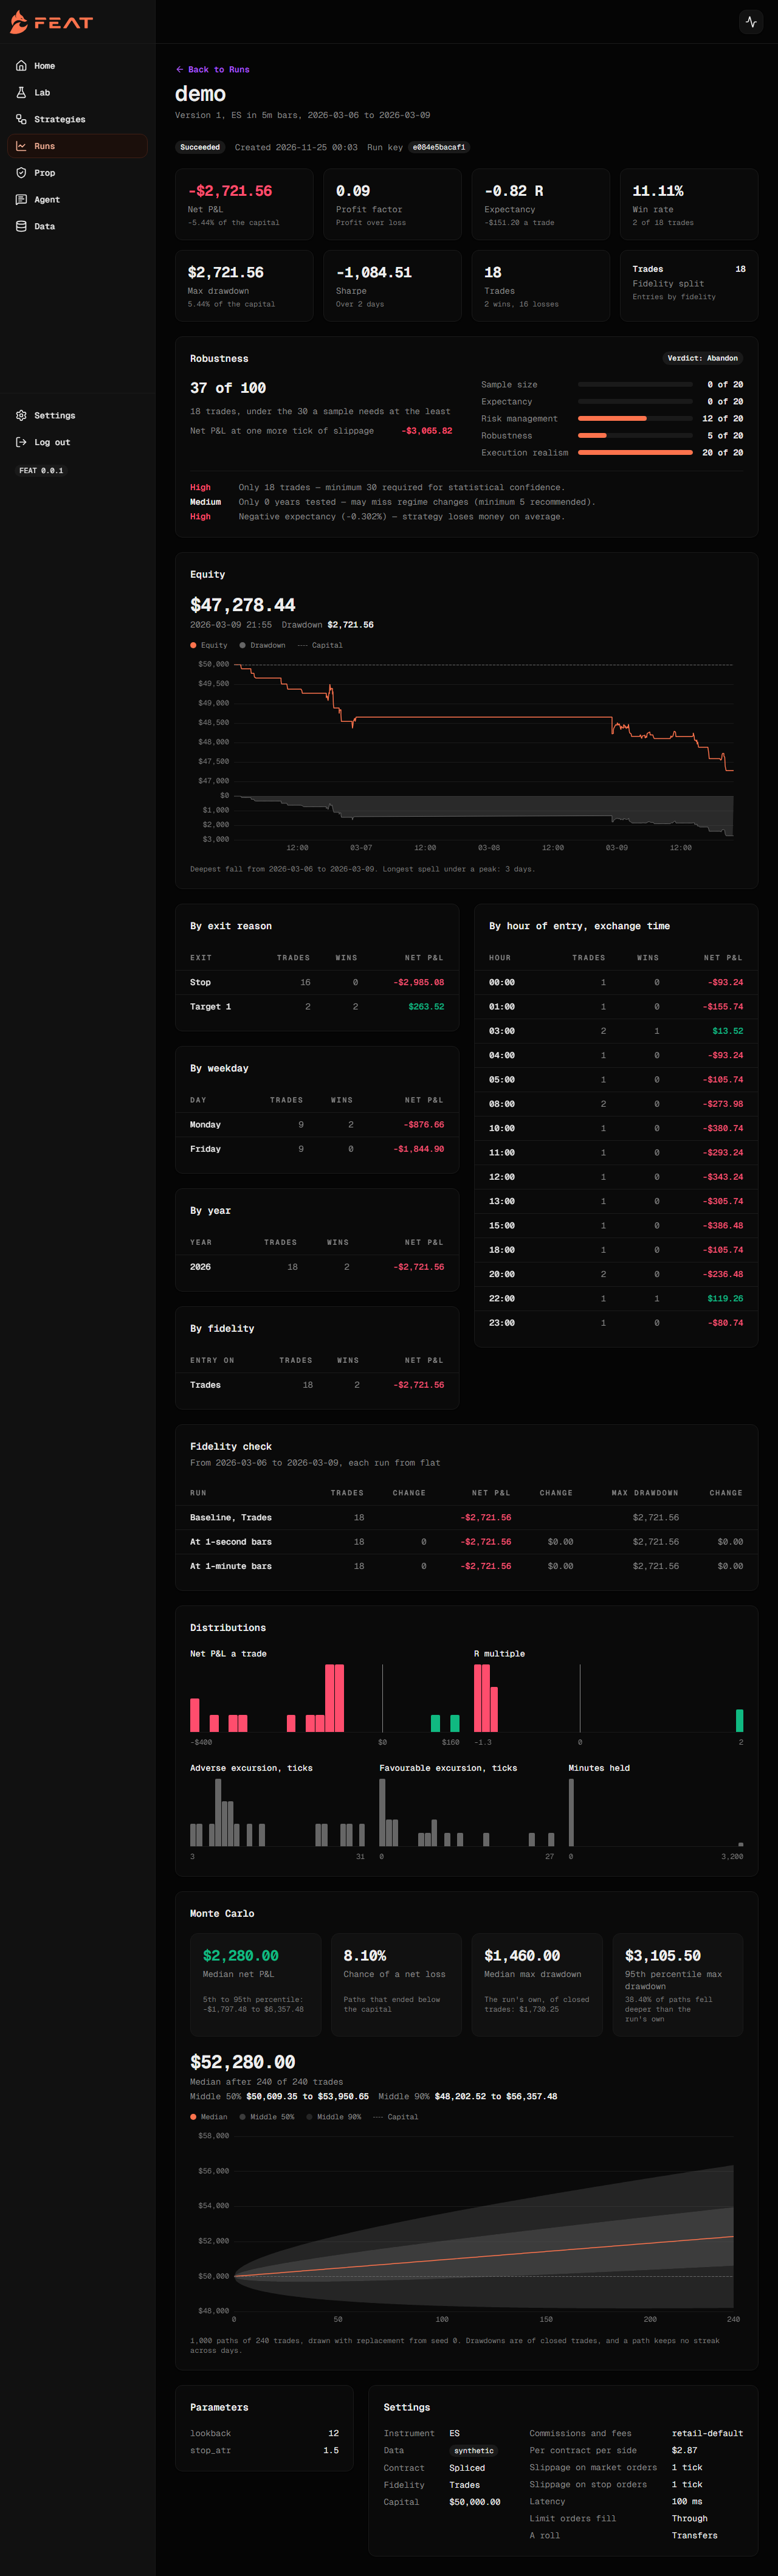 FEAT
Home
Lab
Strategies
Runs
Prop
Agent
Data
Settings
Log out
FEAT 0.0.1
← Back to Runs
demo
Version 1, ES in 5m bars, 2026-03-06 to 2026-03-09
Succeeded Created 2026-11-25 00:03 Run key e084e5bacaf1
-$2,721.56
Net P&L
-5.44% of the capital
0.09
Profit factor
Profit over loss
-0.82 R
Expectancy
-$151.20 a trade
11.11%
Win rate
2 of 18 trades
$2,721.56
Max drawdown
5.44% of the capital
-1,084.51
Sharpe
Over 2 days
18
Trades
2 wins, 16 losses
Trades 18
Fidelity split
Entries by fidelity
Robustness
Verdict: Abandon
37 of 100
18 trades, under the 30 a sample needs at the least
Net P&L at one more tick of slippage -$3,065.82
Sample size 0 of 20
Expectancy 0 of 20
Risk management 12 of 20
Robustness 5 of 20
Execution realism 20 of 20
High Only 18 trades — minimum 30 required for statistical confidence.
Medium Only 0 years tested — may miss regime changes (minimum 5 recommended).
High Negative expectancy (-0.302%) — strategy loses money on average.
Equity
$47,278.44
2026-03-09 21:55 Drawdown $2,721.56
Equity Drawdown Capital
$50,000
$49,500
$49,000
$48,500
$48,000
$47,500
$47,000
$0
$1,000
$2,000
$3,000
12:00 03-07 12:00 03-08 12:00 03-09 12:00
Deepest fall from 2026-03-06 to 2026-03-09. Longest spell under a peak: 3 days.
By exit reason
EXIT TRADES WINS NET P&L
Stop 16 0 -$2,985.08
Target 1 2 2 $263.52
By weekday
DAY TRADES WINS NET P&L
Monday 9 2 -$876.66
Friday 9 0 -$1,844.90
By year
YEAR TRADES WINS NET P&L
2026 18 2 -$2,721.56
By fidelity
ENTRY ON TRADES WINS NET P&L
Trades 18 2 -$2,721.56
By hour of entry, exchange time
HOUR TRADES WINS NET P&L
00:00 1 0 -$93.24
01:00 1 0 -$155.74
03:00 2 1 $13.52
04:00 1 0 -$93.24
05:00 1 0 -$105.74
08:00 2 0 -$273.98
10:00 1 0 -$380.74
11:00 1 0 -$293.24
12:00 1 0 -$343.24
13:00 1 0 -$305.74
15:00 1 0 -$386.48
18:00 1 0 -$105.74
20:00 2 0 -$236.48
22:00 1 1 $119.26
23:00 1 0 -$80.74
Fidelity check
From 2026-03-06 to 2026-03-09, each run from flat
RUN TRADES CHANGE NET P&L CHANGE MAX DRAWDOWN CHANGE
Baseline, Trades 18 -$2,721.56 $2,721.56
At 1-second bars 18 0 -$2,721.56 $0.00 $2,721.56 $0.00
At 1-minute bars 18 0 -$2,721.56 $0.00 $2,721.56 $0.00
Distributions
Net P&L a trade
-$400 $0 $160
R multiple
-1.3 0 2
Adverse excursion, ticks
3 31
Favourable excursion, ticks
0 27
Minutes held
0 3,200
Monte Carlo
$2,280.00
Median net P&L
5th to 95th percentile:
-$1,797.48 to $6,357.48
8.10%
Chance of a net loss
Paths that ended below
the capital
$1,460.00
Median max drawdown
The run's own, of closed
trades: $1,730.25
$3,105.50
95th percentile max
drawdown
38.40% of paths fell
deeper than the
run's own
$52,280.00
Median after 240 of 240 trades
Middle 50% $50,609.35 to $53,950.65 Middle 90% $48,202.52 to $56,357.48
Median Middle 50% Middle 90% Capital
$58,000
$56,000
$54,000
$52,000
$50,000
$48,000
0 50 100 150 200 240
1,000 paths of 240 trades, drawn with replacement from seed 0. Drawdowns are of closed trades, and a path keeps no streak
across days.
Parameters
lookback 12
stop_atr 1.5
Settings
Instrument ES
Data synthetic
Contract Spliced
Fidelity Trades
Capital $50,000.00
Commissions and fees retail-default
Per contract per side $2.87
Slippage on market orders 1 tick
Slippage on stop orders 1 tick
Latency 100 ms
Limit orders fill Through
A roll Transfers